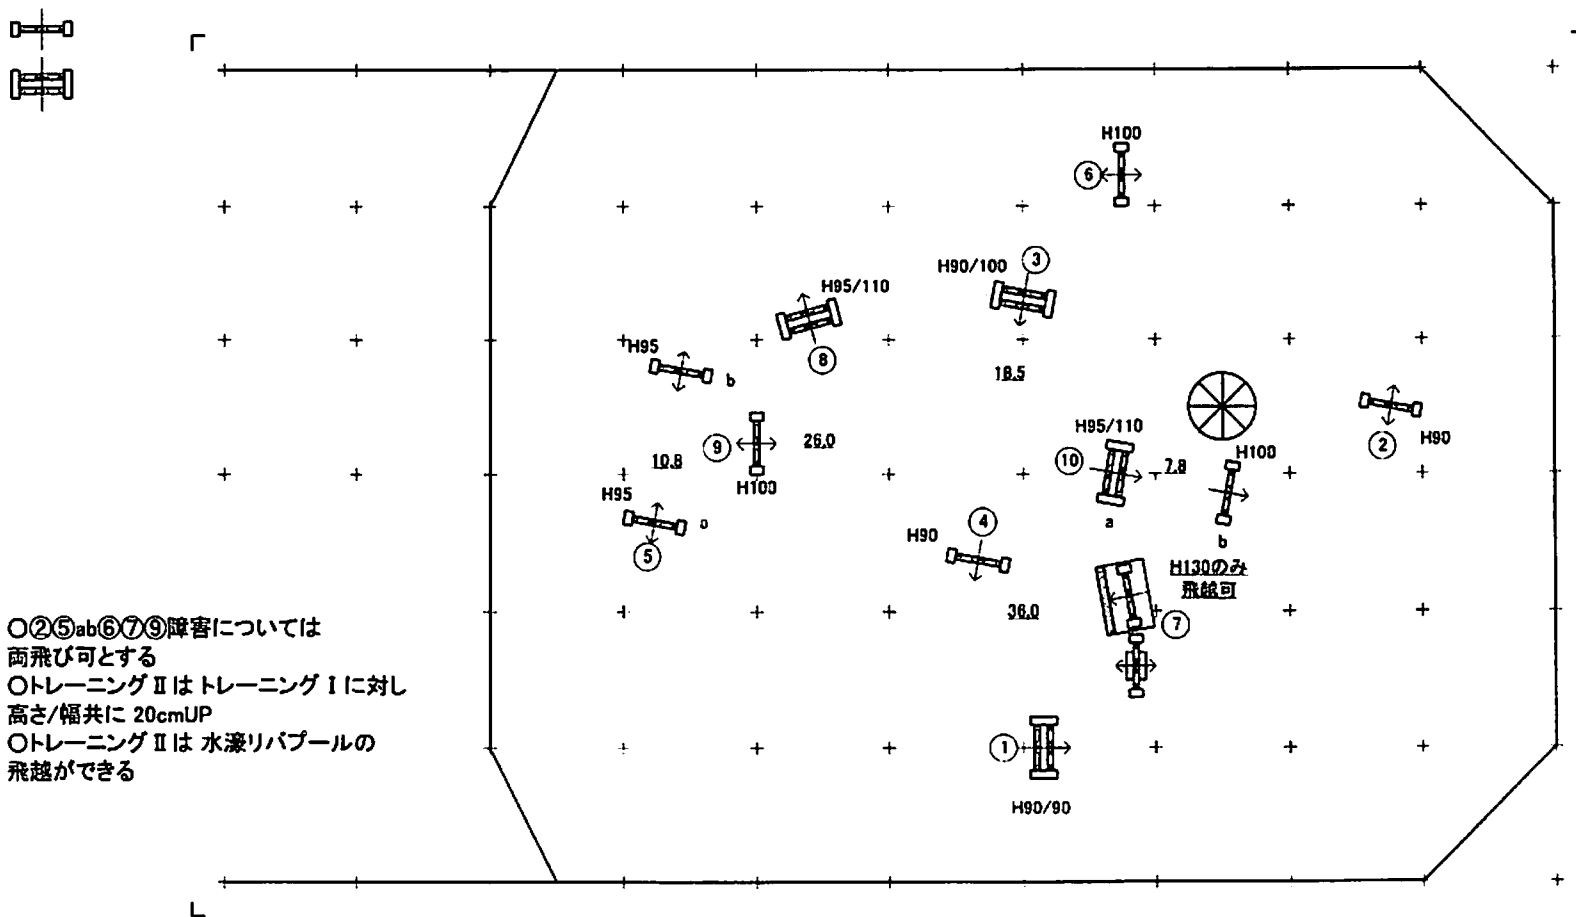 H100
⑥
H90/100
③
H95/110
⑧
H95
b
18.5
⑨
26.0
10.8
H100
H95/110
⑩
7.8
H100
②
H90
H95
a
⑤
H90
④
a
b
H130のみ
飛越可
36.0
⑦
①
H90/90
○②⑤ab⑥⑦⑨障害については
両飛び可とする
○トレーニング II は トレーニング I に対し
高さ/幅共に 20cmUP
○トレーニング II は 水濠リバプールの
飛越ができる